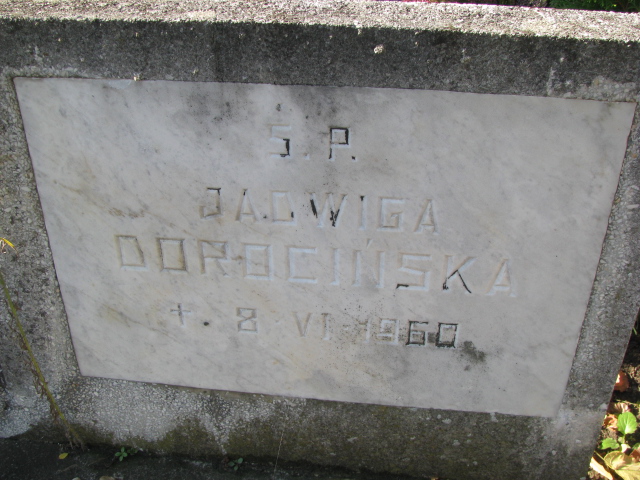 Ś. P.
JADWIGA
DOROCIŃSKA
† 8. VI 1960